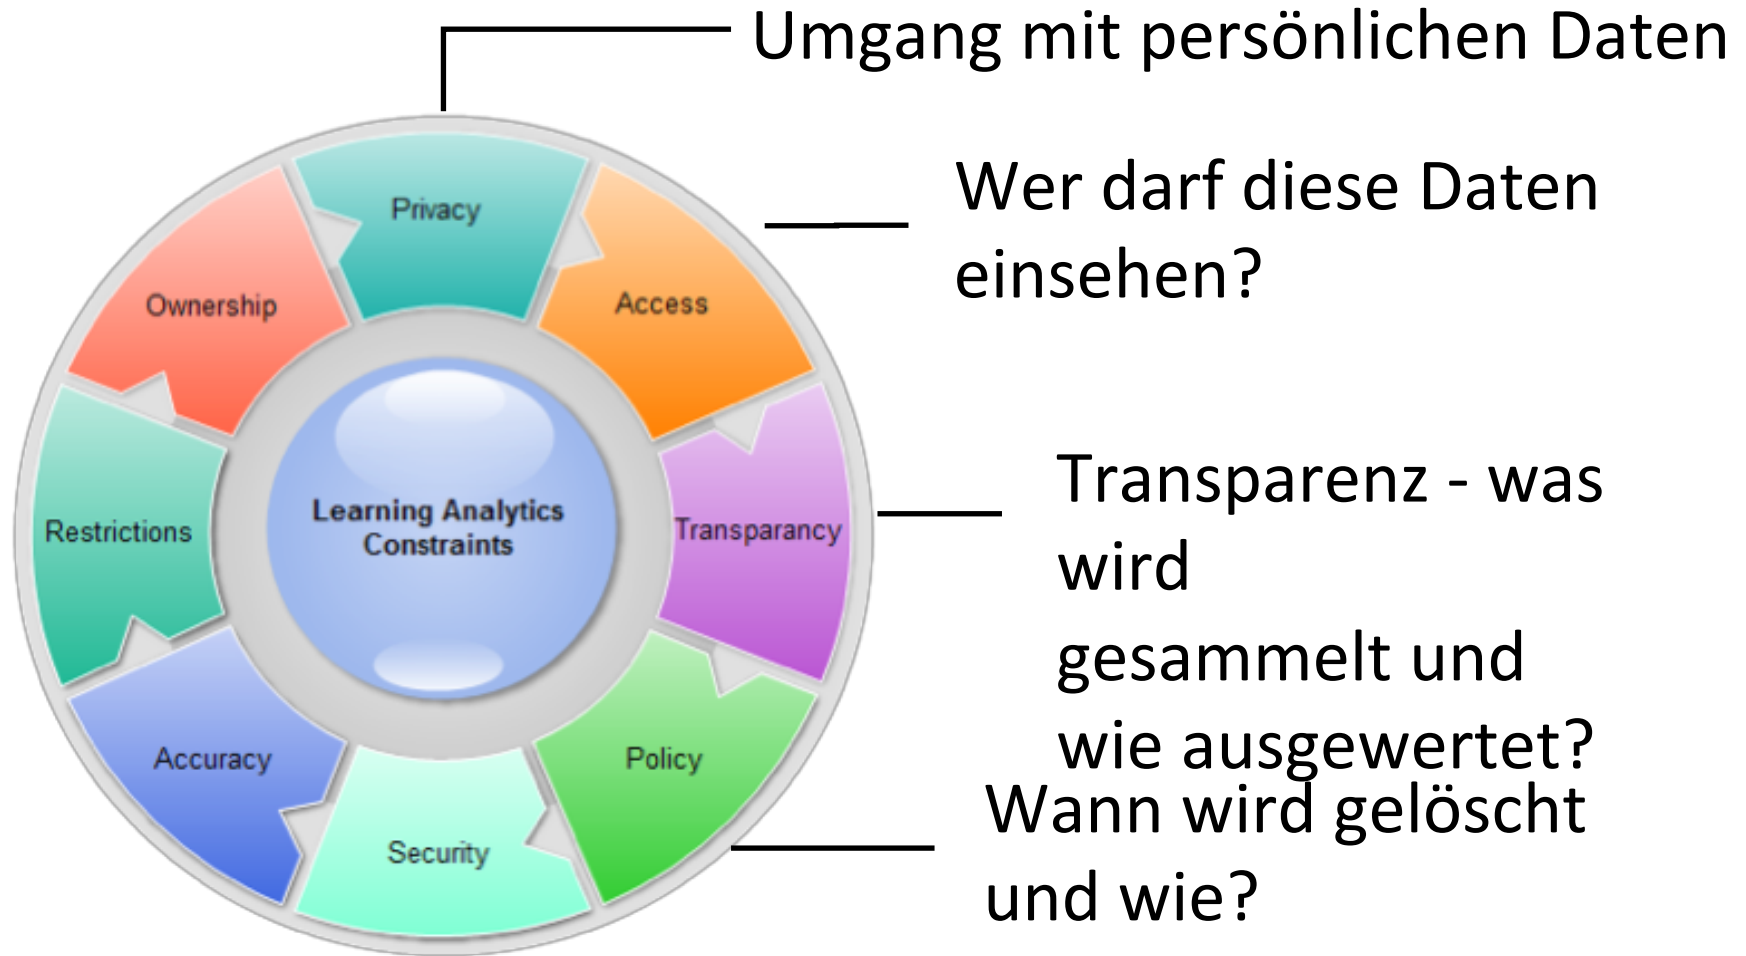 Umgang mit persönlichen Daten
Wer darf diese Daten
einsehen?
Transparenz - was
wird
gesammelt und
wie ausgewertet?
Wann wird gelöscht
und wie?
Privacy
Access
Transparancy
Policy
Security
Accuracy
Restrictions
Ownership
Learning Analytics
Constraints